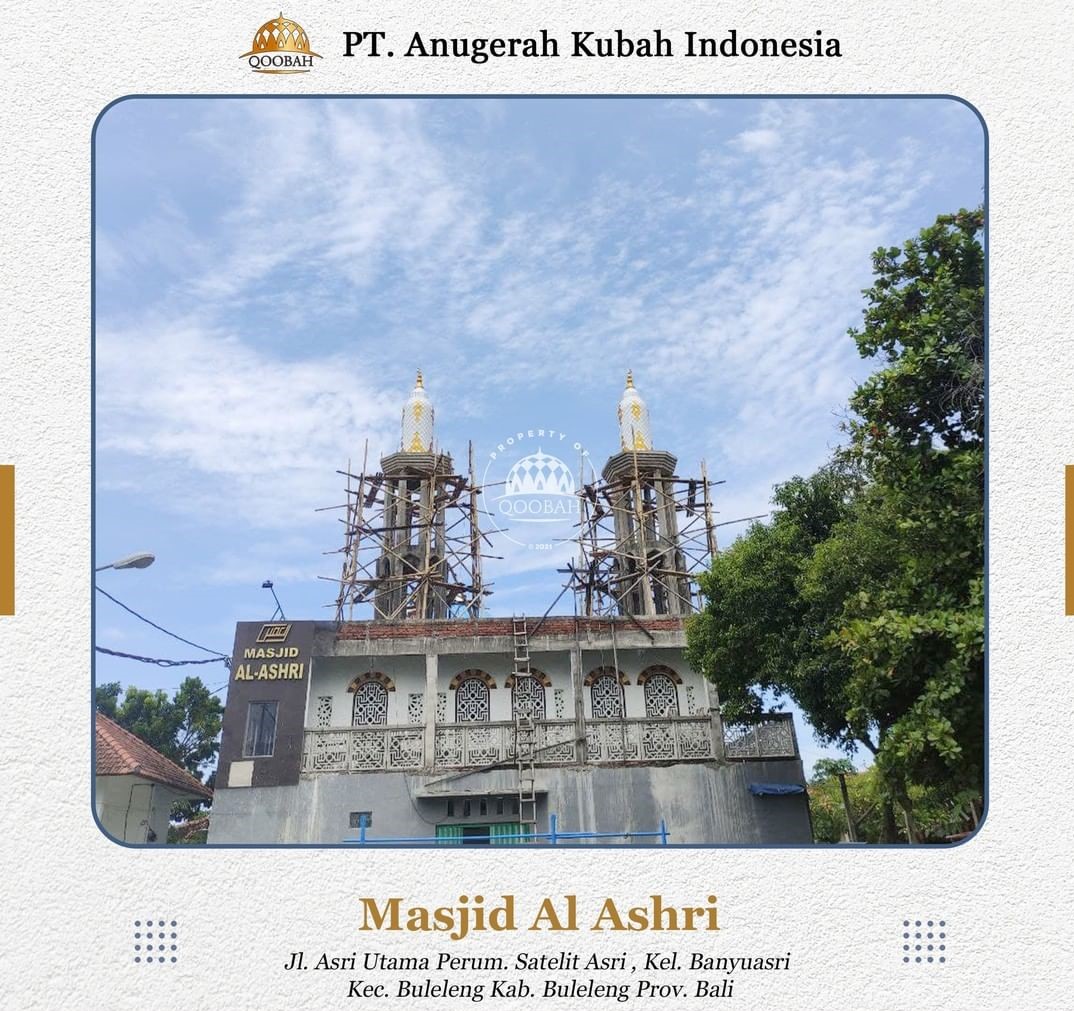 QOOBAH
PT. Anugerah Kubah Indonesia
PROPERTY OF
QOOBAH
© 2021
MASJID
AL-ASHRI
Masjid Al Ashri
Jl. Asri Utama Perum. Satelit Asri , Kel. Banyuasri
Kec. Buleleng Kab. Buleleng Prov. Bali